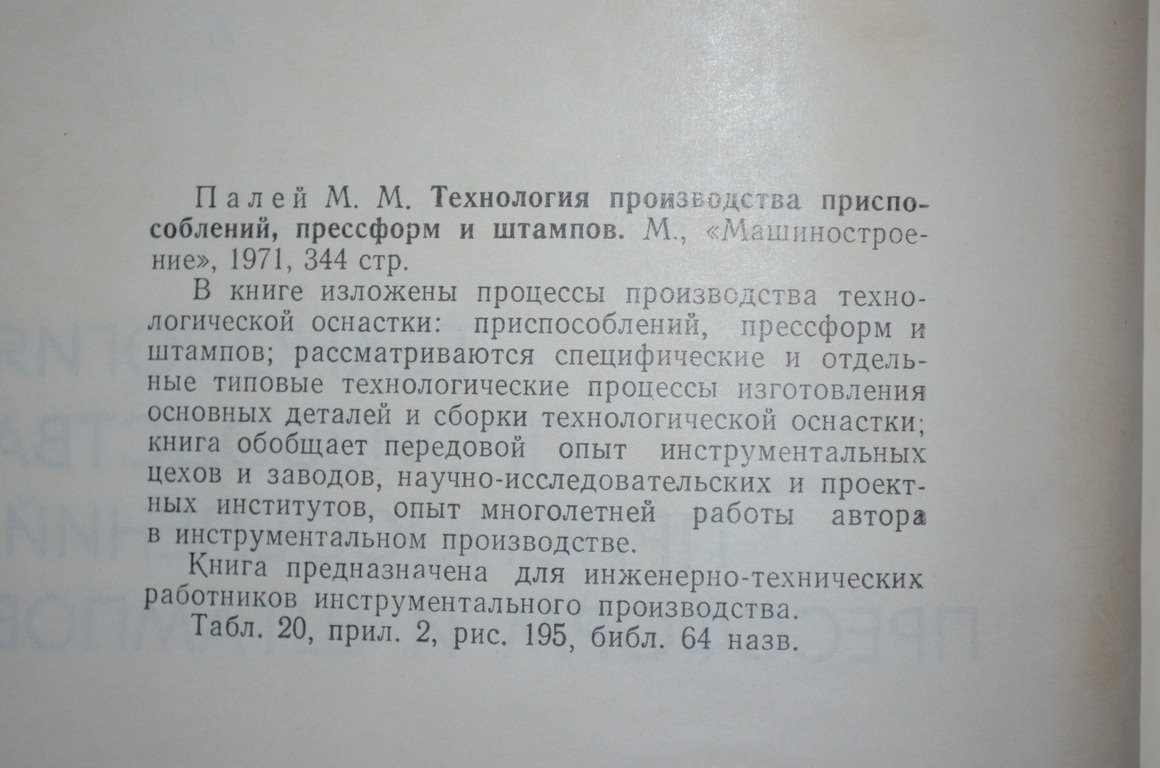 Палей М. М. Технология производства приспо-
соблений, прессформ и штампов. М., «Машинострое-
ние», 1971, 344 стр.
В книге изложены процессы производства техно-
логической оснастки: приспособлений, прессформ и
штампов; рассматриваются специфические и отдель-
ные типовые технологические процессы изготовления
основных деталей и сборки технологической оснастки;
книга обобщает передовой опыт инструментальных
цехов и заводов, научно-исследовательских и проект-
ных институтов, опыт многолетней работы автора
в инструментальном производстве.
Книга предназначена для инженерно-технических
работников инструментального производства.
Табл. 20, прил. 2, рис. 195, библ. 64 назв.